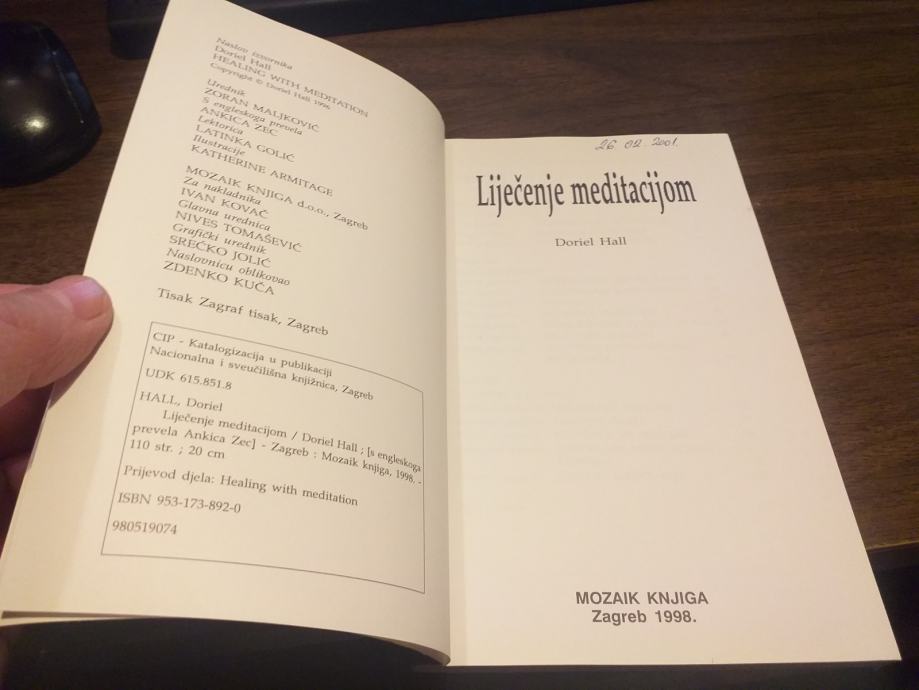 Naslov izvornika
Doriel Hall
HEALING WITH MEDITATION
Copyright © Doriel Hall 1996
Urednik
ZORAN MALJKOVIĆ
S engleskoga prevela
ANKICA ZEC
Lektorica
LATINKA GOLIĆ
Ilustracije
KATHERINE ARMITAGE
MOZAIK KNJIGA d.o.o., Zagreb
Za nakladnika
IVAN KOVAČ
Glavna urednica
NIVES TOMAŠEVIĆ
Grafički urednik
SREĆKO JOLIĆ
Naslovnicu oblikovao
ZDENKO KUČA
Tisak Zagraf tisak, Zagreb
CIP - Katalogizacija u publikaciji
Nacionalna i sveučilišna knjižnica, Zagreb
UDK 615.851.8
HALL, Doriel
Liječenje meditacijom / Doriel Hall ; [s engleskoga
prevela Ankica Zec] - Zagreb : Mozaik knjiga, 1998. -
110 str. ; 20 cm
Prijevod djela: Healing with meditation
ISBN 953-173-892-0
980519074
26. 02. 2001.
Liječenje meditacijom
Doriel Hall
MOZAIK KNJIGA
Zagreb 1998.